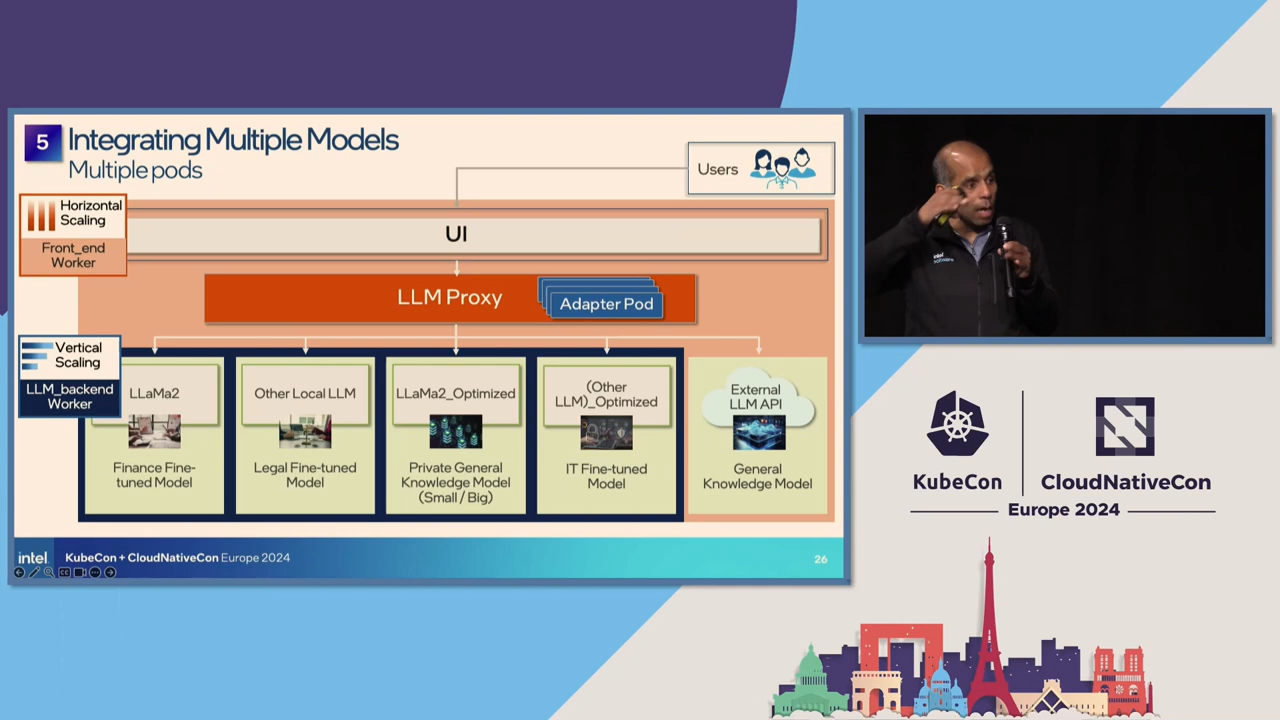 5
Integrating Multiple Models
Multiple pods
Users
Horizontal
Scaling
Front_end
Worker
UI
LLM Proxy
Adapter Pod
Vertical
Scaling
LLM_backend
Worker
LLaMa2
Finance Fine-
tuned Model
Other Local LLM
Legal Fine-tuned
Model
LLaMa2_Optimized
Private General
Knowledge Model
(Small / Big)
(Other
LLM)_Optimized
IT Fine-tuned
Model
External
LLM API
General
Knowledge Model
intel
KubeCon + CloudNativeCon Europe 2024
26
intel
software
KubeCon
CloudNativeCon
Europe 2024